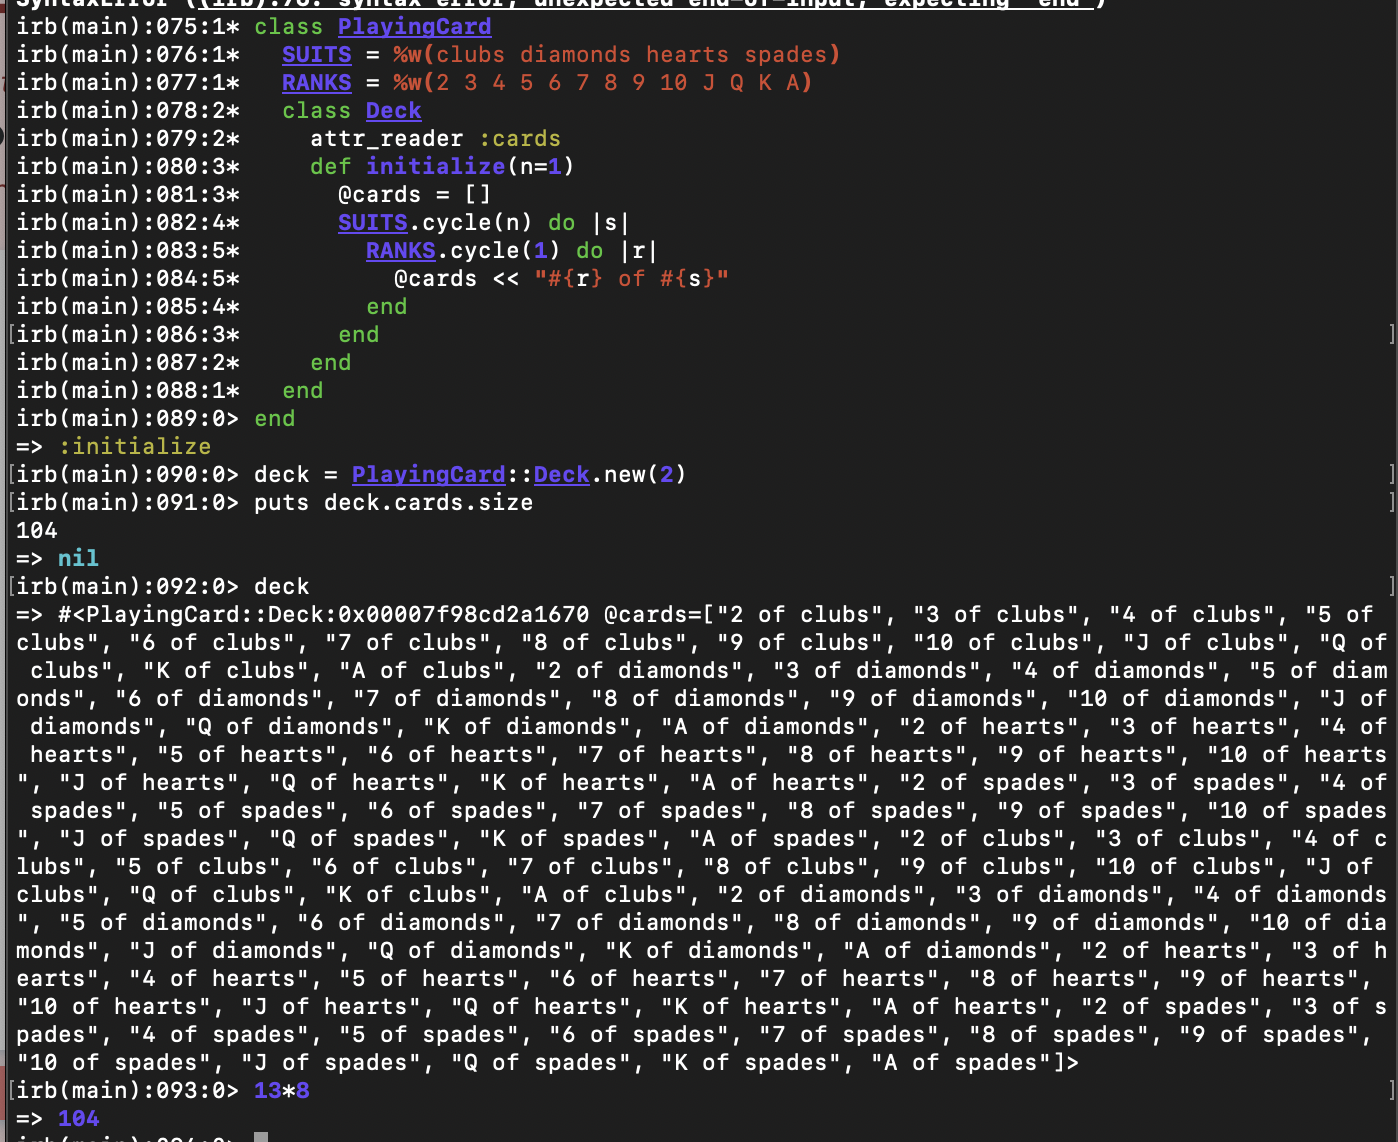 SyntaxError ((irb):73: syntax error, unexpected end-of-input, expecting `end')
irb(main):075:1* class PlayingCard
irb(main):076:1*   SUITS = %w(clubs diamonds hearts spades)
irb(main):077:1*   RANKS = %w(2 3 4 5 6 7 8 9 10 J Q K A)
irb(main):078:2*   class Deck
irb(main):079:2*     attr_reader :cards
irb(main):080:3*     def initialize(n=1)
irb(main):081:3*       @cards = []
irb(main):082:4*       SUITS.cycle(n) do |s|
irb(main):083:5*         RANKS.cycle(1) do |r|
irb(main):084:5*           @cards << "#{r} of #{s}"
irb(main):085:4*         end
[irb(main):086:3*       end ]
irb(main):087:2*     end
irb(main):088:1*   end
irb(main):089:0> end
=> :initialize
[irb(main):090:0> deck = PlayingCard::Deck.new(2) ]
[irb(main):091:0> puts deck.cards.size ]
104
=> nil
[irb(main):092:0> deck ]
=> #<PlayingCard::Deck:0x00007f98cd2a1670 @cards=["2 of clubs", "3 of clubs", "4 of clubs", "5 of
clubs", "6 of clubs", "7 of clubs", "8 of clubs", "9 of clubs", "10 of clubs", "J of clubs", "Q of
 clubs", "K of clubs", "A of clubs", "2 of diamonds", "3 of diamonds", "4 of diamonds", "5 of diam
onds", "6 of diamonds", "7 of diamonds", "8 of diamonds", "9 of diamonds", "10 of diamonds", "J of
 diamonds", "Q of diamonds", "K of diamonds", "A of diamonds", "2 of hearts", "3 of hearts", "4 of
 hearts", "5 of hearts", "6 of hearts", "7 of hearts", "8 of hearts", "9 of hearts", "10 of hearts
", "J of hearts", "Q of hearts", "K of hearts", "A of hearts", "2 of spades", "3 of spades", "4 of
 spades", "5 of spades", "6 of spades", "7 of spades", "8 of spades", "9 of spades", "10 of spades
", "J of spades", "Q of spades", "K of spades", "A of spades", "2 of clubs", "3 of clubs", "4 of c
lubs", "5 of clubs", "6 of clubs", "7 of clubs", "8 of clubs", "9 of clubs", "10 of clubs", "J of
clubs", "Q of clubs", "K of clubs", "A of clubs", "2 of diamonds", "3 of diamonds", "4 of diamonds
", "5 of diamonds", "6 of diamonds", "7 of diamonds", "8 of diamonds", "9 of diamonds", "10 of dia
monds", "J of diamonds", "Q of diamonds", "K of diamonds", "A of diamonds", "2 of hearts", "3 of h
earts", "4 of hearts", "5 of hearts", "6 of hearts", "7 of hearts", "8 of hearts", "9 of hearts",
"10 of hearts", "J of hearts", "Q of hearts", "K of hearts", "A of hearts", "2 of spades", "3 of s
pades", "4 of spades", "5 of spades", "6 of spades", "7 of spades", "8 of spades", "9 of spades",
"10 of spades", "J of spades", "Q of spades", "K of spades", "A of spades"]>
[irb(main):093:0> 13*8 ]
=> 104
irb(main):094:0>